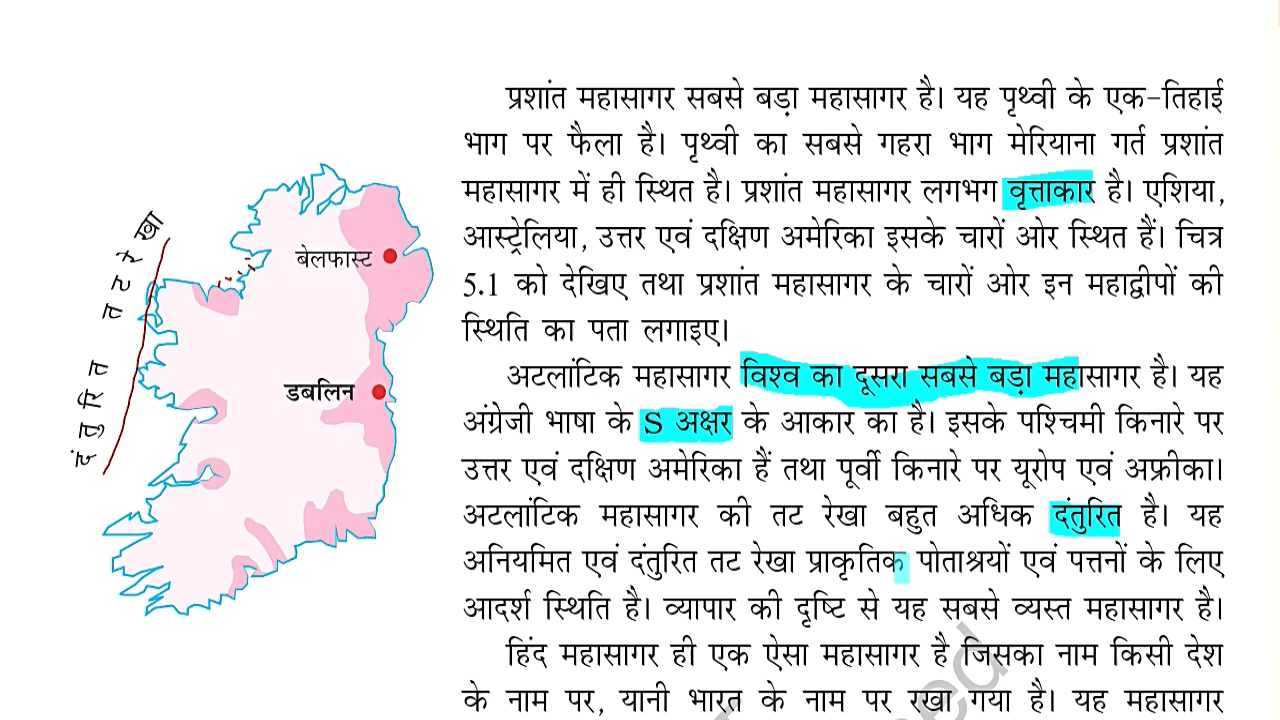 प्रशांत महासागर सबसे बड़ा महासागर है। यह पृथ्वी के एक-तिहाई
भाग पर फैला है। पृथ्वी का सबसे गहरा भाग मेरियाना गर्त प्रशांत
महासागर में ही स्थित है। प्रशांत महासागर लगभग वृत्ताकार है। एशिया,
आस्ट्रेलिया, उत्तर एवं दक्षिण अमेरिका इसके चारों ओर स्थित हैं। चित्र
5.1 को देखिए तथा प्रशांत महासागर के चारों ओर इन महाद्वीपों की
स्थिति का पता लगाइए।
अटलांटिक महासागर विश्व का दूसरा सबसे बड़ा महासागर है। यह
अंग्रेजी भाषा के S अक्षर के आकार का है। इसके पश्चिमी किनारे पर
उत्तर एवं दक्षिण अमेरिका हैं तथा पूर्वी किनारे पर यूरोप एवं अफ्रीका।
अटलांटिक महासागर की तट रेखा बहुत अधिक दंतुरित है। यह
अनियमित एवं दंतुरित तट रेखा प्राकृतिक पोताश्रयों एवं पत्तनों के लिए
आदर्श स्थिति है। व्यापार की दृष्टि से यह सबसे व्यस्त महासागर है।
हिंद महासागर ही एक ऐसा महासागर है जिसका नाम किसी देश
के नाम पर, यानी भारत के नाम पर रखा गया है। यह महासागर
दंतुरित तटरेखा
बेलफास्ट
डबलिन